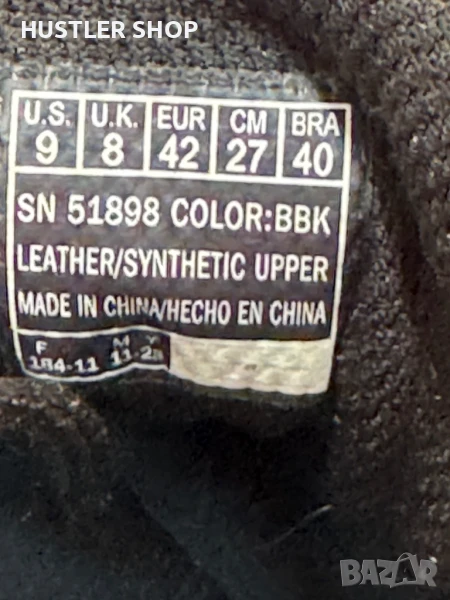 HUSTLER SHOP
U.S. U.K. EUR CM BRA
9 8 42 27 40
SN 51898 COLOR:BBK
LEATHER/SYNTHETIC UPPER
MADE IN CHINA/HECHO EN CHINA
F M Y
11
BAZAR